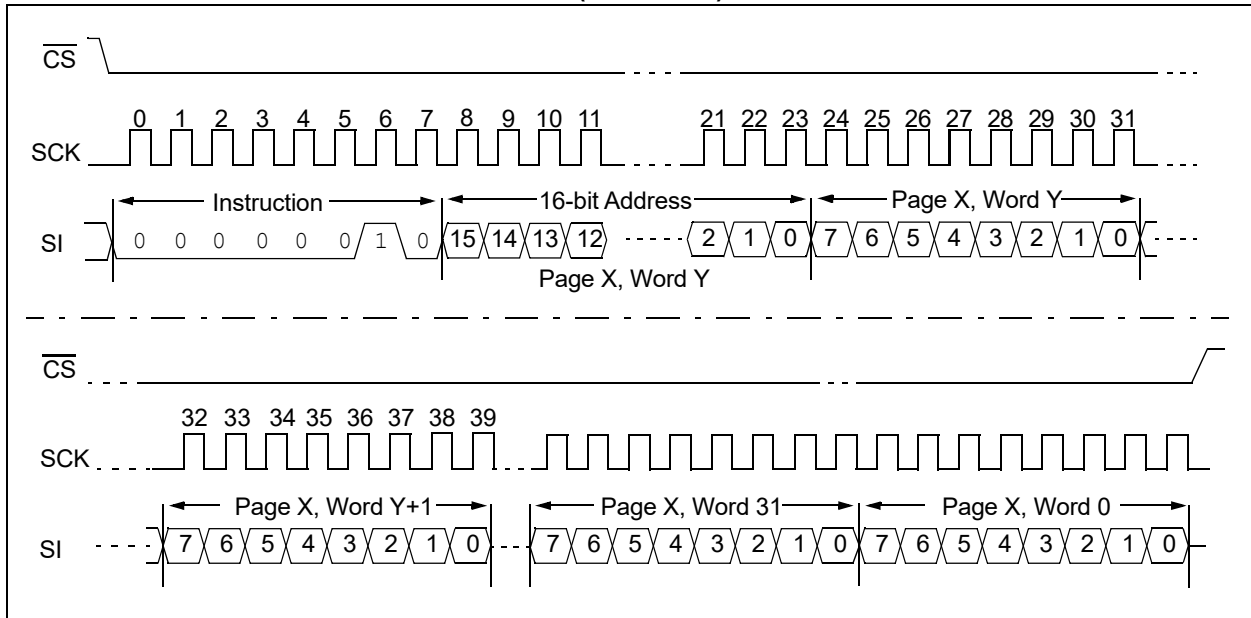 CS
0 1 2 3 4 5 6 7 8 9 10 11 21 22 23 24 25 26 27 28 29 30 31
SCK
Instruction 16-bit Address Page X, Word Y
SI 0 0 0 0 0 0 1 0 15 14 13 12 2 1 0 7 6 5 4 3 2 1 0
Page X, Word Y
CS
32 33 34 35 36 37 38 39
SCK
Page X, Word Y+1 Page X, Word 31 Page X, Word 0
SI 7 6 5 4 3 2 1 0 7 6 5 4 3 2 1 0 7 6 5 4 3 2 1 0